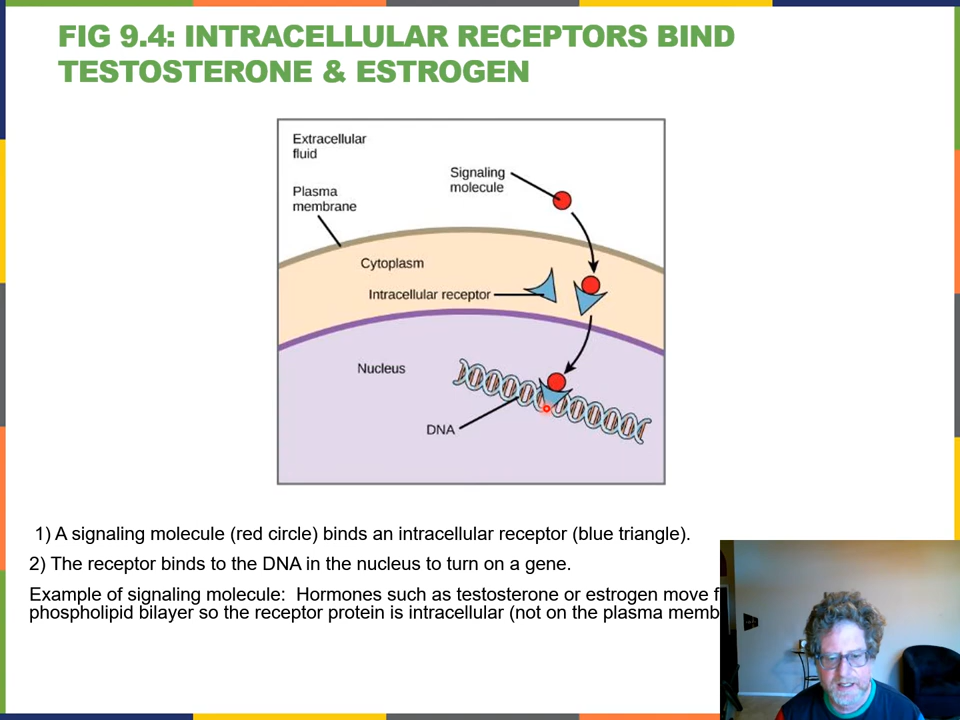 FIG 9.4: INTRACELLULAR RECEPTORS BIND
TESTOSTERONE & ESTROGEN
Extracellular
fluid
Signaling
molecule
Plasma
membrane
Cytoplasm
Intracellular receptor
Nucleus
DNA
1) A signaling molecule (red circle) binds an intracellular receptor (blue triangle).
2) The receptor binds to the DNA in the nucleus to turn on a gene.
Example of signaling molecule: Hormones such as testosterone or estrogen move
phospholipid bilayer so the receptor protein is intracellular (not on the plasma